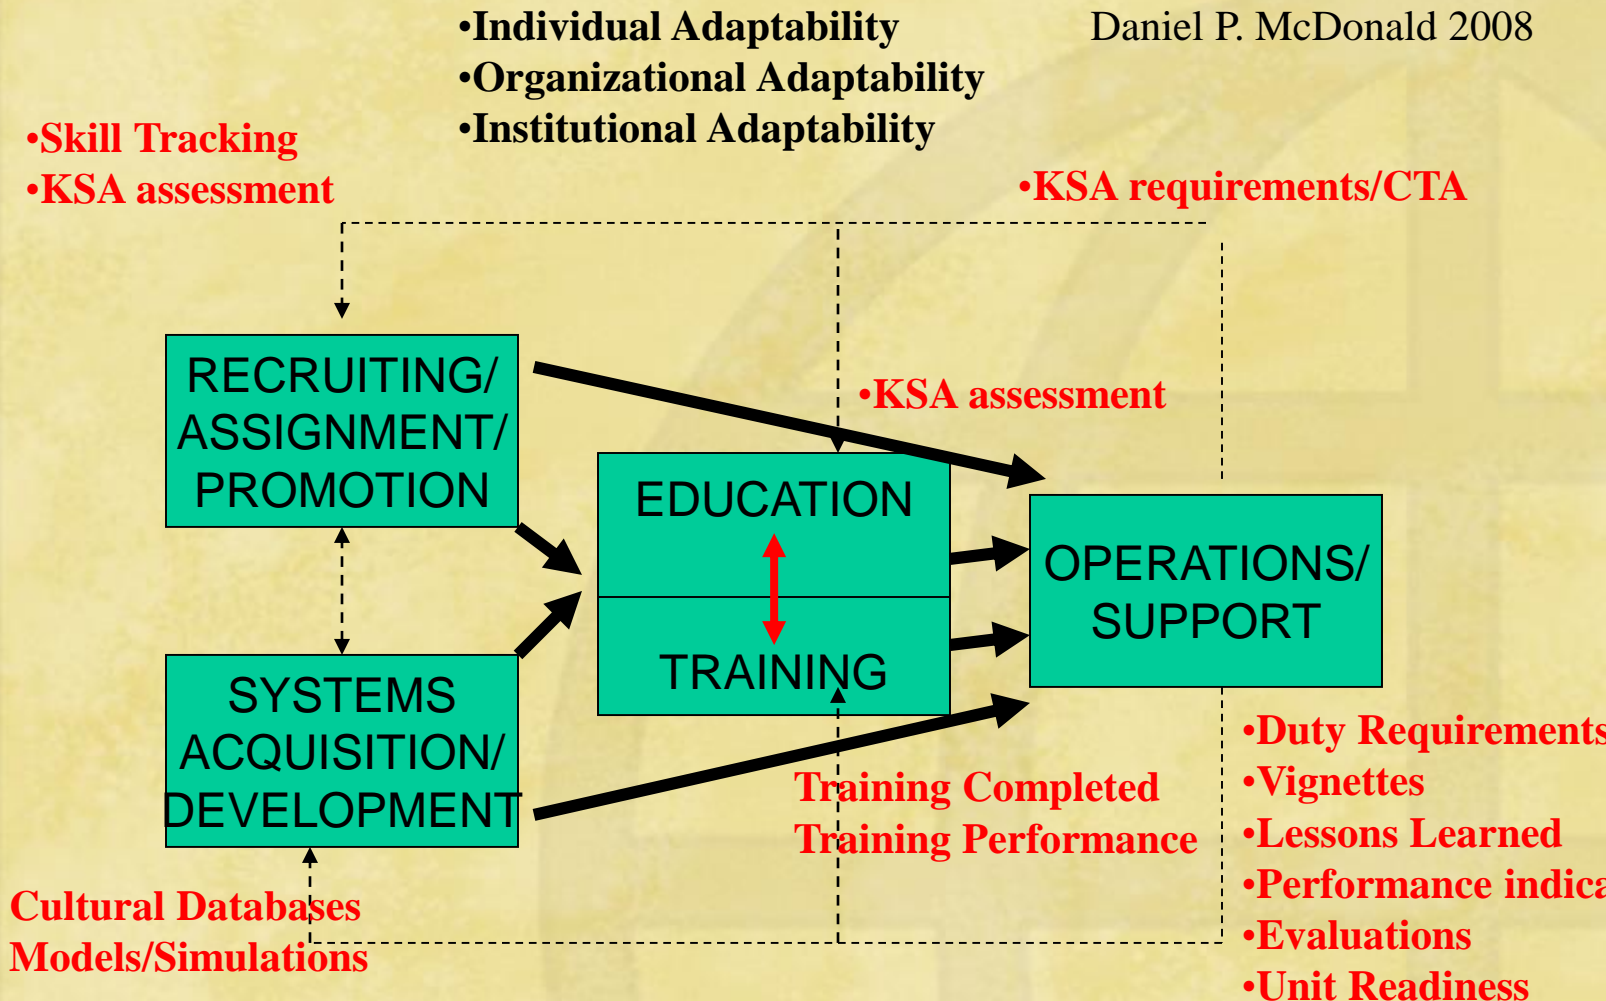 •Individual Adaptability
•Organizational Adaptability
•Institutional Adaptability
Daniel P. McDonald 2008
•Skill Tracking
•KSA assessment
•KSA requirements/CTA
RECRUITING/
ASSIGNMENT/
PROMOTION
•KSA assessment
EDUCATION
TRAINING
OPERATIONS/
SUPPORT
SYSTEMS
ACQUISITION/
DEVELOPMENT
Training Completed
Training Performance
•Duty Requirements
•Vignettes
•Lessons Learned
•Performance indica
•Evaluations
•Unit Readiness
Cultural Databases
Models/Simulations